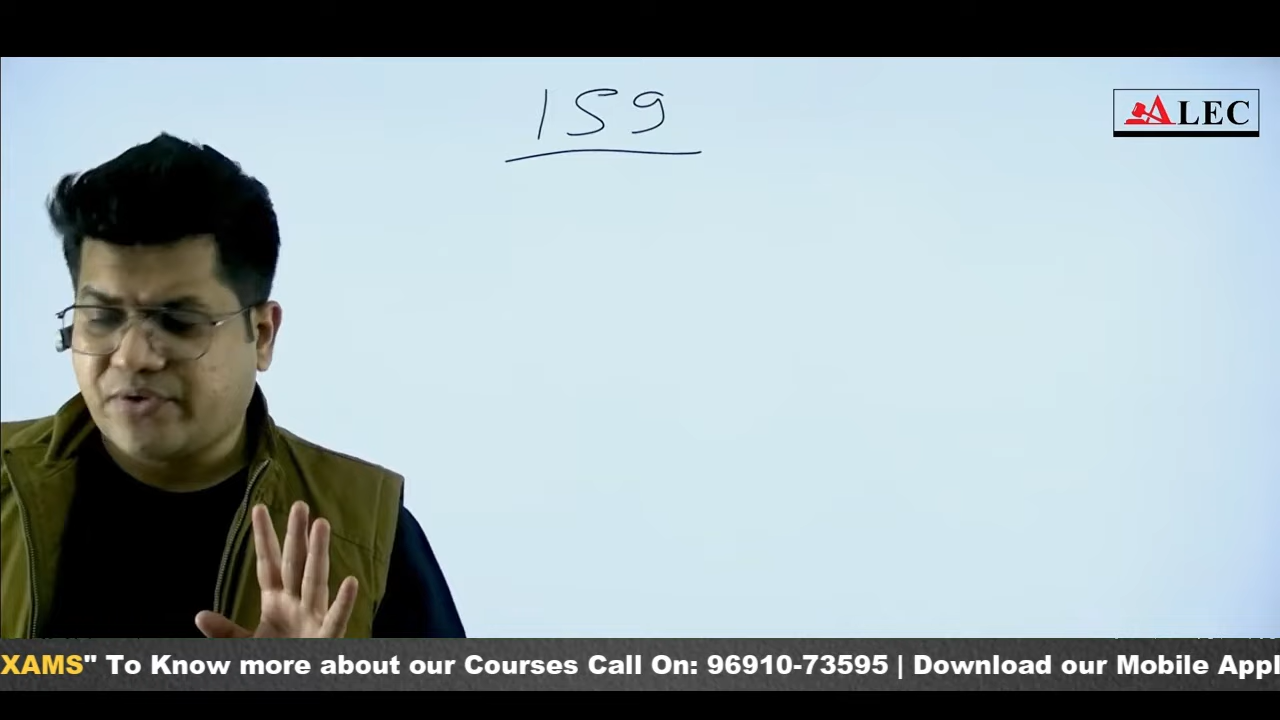 159
ALEC
XAMS" To Know more about our Courses Call On: 96910-73595 | Download our Mobile Appl